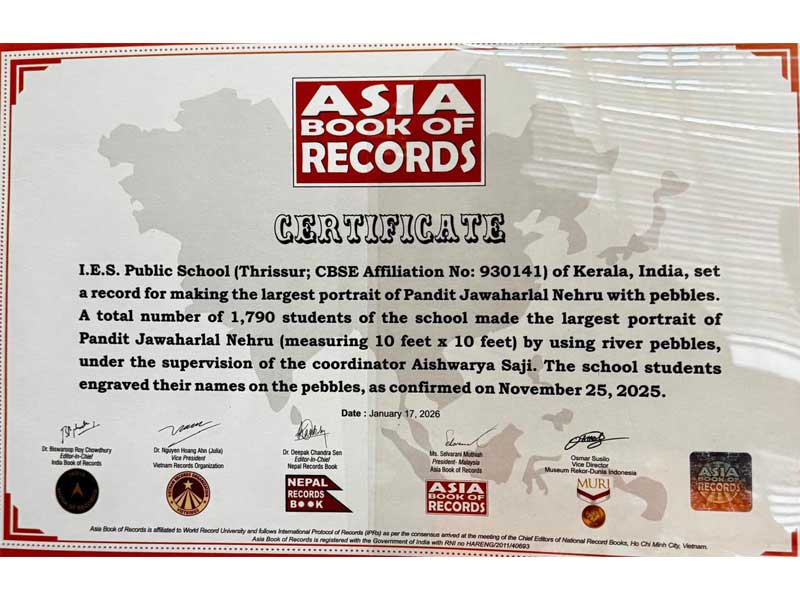 ASIA
BOOK OF
RECORDS
CERTIFICATE
I.E.S. Public School (Thrissur; CBSE Affiliation No: 930141) of Kerala, India, set
a record for making the largest portrait of Pandit Jawaharlal Nehru with pebbles.
A total number of 1,790 students of the school made the largest portrait of
Pandit Jawaharlal Nehru (measuring 10 feet x 10 feet) by using river pebbles,
under the supervision of the coordinator Aishwarya Saji. The school students
engraved their names on the pebbles, as confirmed on November 25, 2025.
Date : January 17, 2026
Dr. Biswaroop Roy Chowdhury
Editor-in-Chief
India Book of Records
Dr. Nguyen Hoang Ahn (Julia)
Vice President
Vietnam Records Organization
Dr. Deepak Chandra Sen
Editor-in-Chief
Nepal Records Book
Ms. Selvarani Muthiah
President- Malaysia
Asia Book of Records
Osmar Susilo
Vice Director
Museum Rekor-Dunia Indonesia
NEPAL
RECORDS
BOOK
ASIA
BOOK OF
RECORDS
MURI
ASIA
BOOK OF
RECORDS
Asia Book of Records is affiliated to World Record University and follows International Protocol of Records (IPRs) as per the consensus arrived at the meeting of the Chief Editors of National Record Books, Ho Chi Minh City, Vietnam.
Asia Book of Records is registered with the Government of India with RNI no HARENG/2011/40693